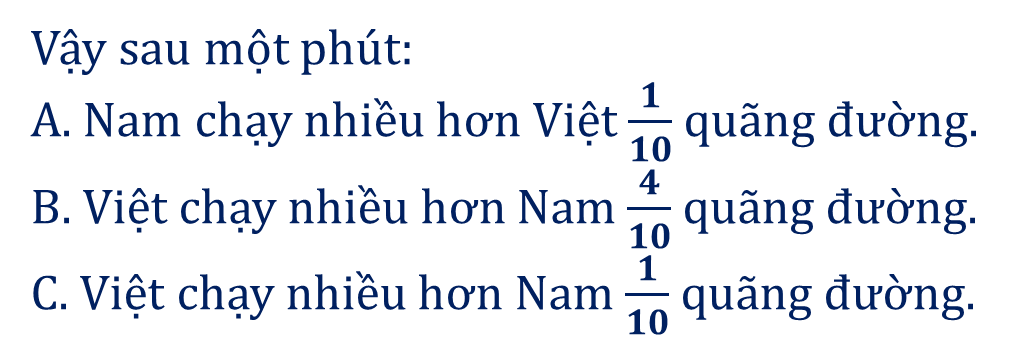 Vậy sau một phút:
A. Nam chạy nhiều hơn Việt 1/10 quãng đường.
B. Việt chạy nhiều hơn Nam 4/10 quãng đường.
C. Việt chạy nhiều hơn Nam 1/10 quãng đường.